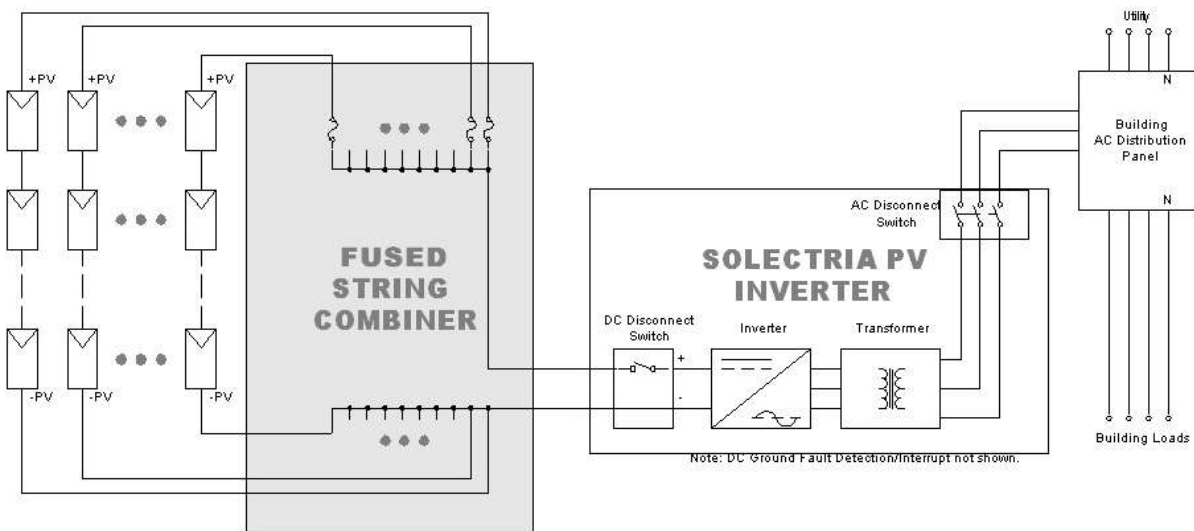 Utility
+PV
+PV
+PV
N
Building
AC Distribution
Panel
N
AC Disconnect
Switch
FUSED
STRING
COMBINER
SOLECTRIA PV
INVERTER
DC Disconnect
Switch
Inverter
Transformer
+
-
-PV
-PV
-PV
Building Loads
Note: DC Ground Fault Detection/Interrupt not shown.